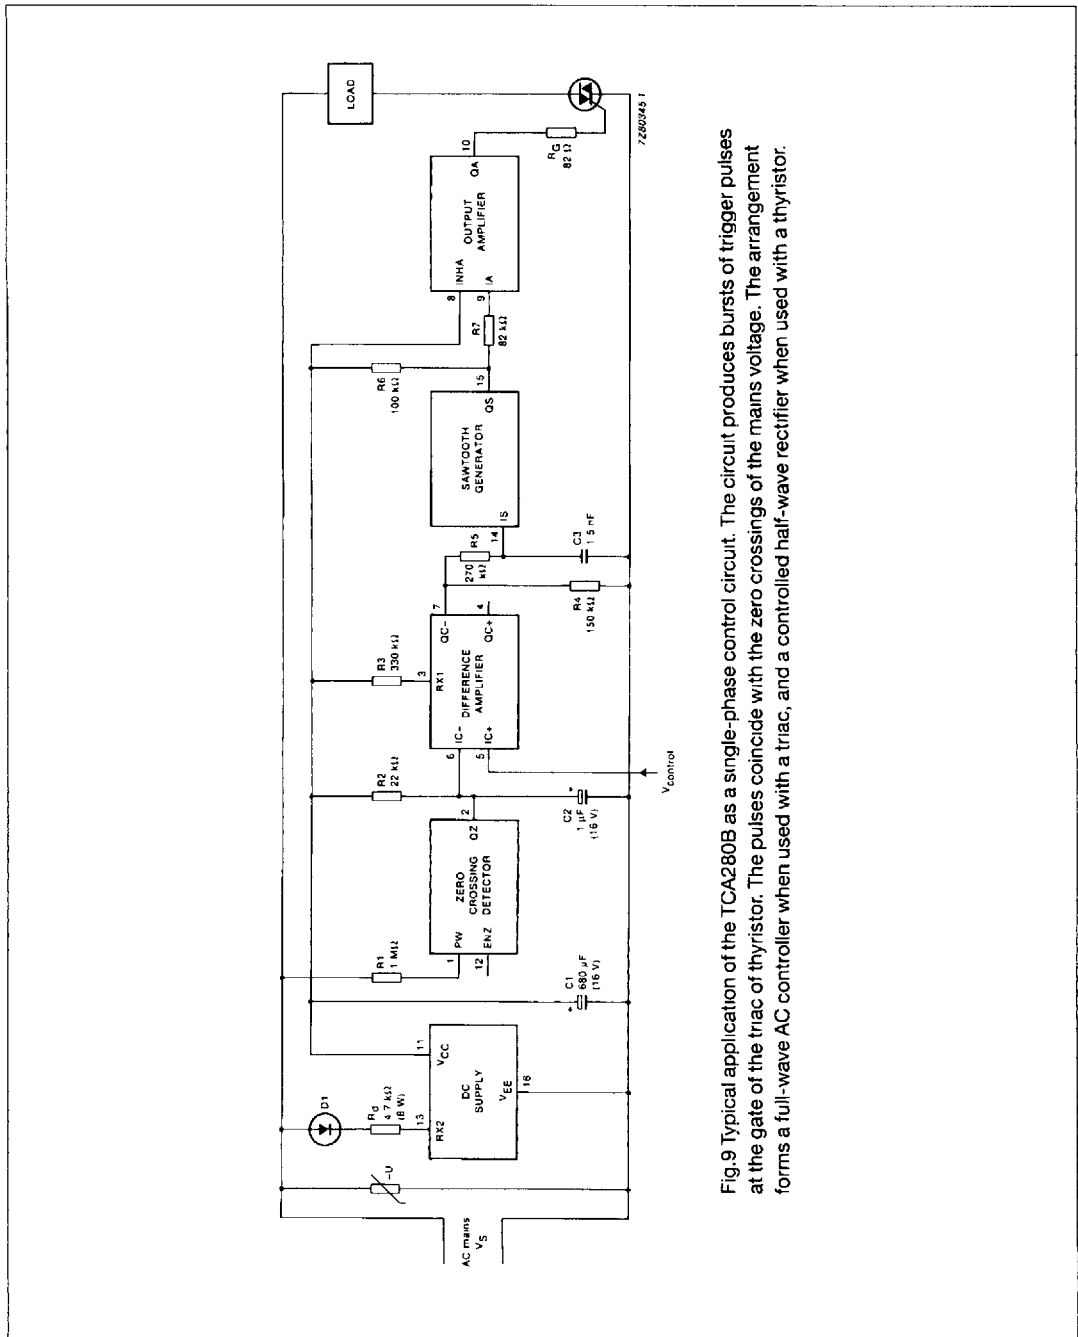 AC mains
VS
-U
D1
Rd
4.7 kΩ
(8 W)
13
RX2
11
VCC
DC
SUPPLY
VEE
16
C1
680 µF
(16 V)
+
R1
1 MΩ
1
PW
12
ENZ
ZERO
CROSSING
DETECTOR
QZ
2
R2
22 kΩ
C2
1 µF
(16 V)
+
Vcontrol
6
IC-
5
IC+
R3
330 kΩ
3
RX1
DIFFERENCE
AMPLIFIER
7
QC-
4
QC+
R4
150 kΩ
R5
270
kΩ
C3
1.5 nF
14
IS
SAWTOOTH
GENERATOR
QS
15
R6
100 kΩ
R7
82 kΩ
8
INHA
9
IA
OUTPUT
AMPLIFIER
QA
10
RG
82 Ω
LOAD
7Z80345.1
Fig.9 Typical application of the TCA280B as a single-phase control circuit. The circuit produces bursts of trigger pulses
at the gate of the triac of thyristor. The pulses coincide with the zero crossings of the mains voltage. The arrangement
forms a full-wave AC controller when used with a triac, and a controlled half-wave rectifier when used with a thyristor.